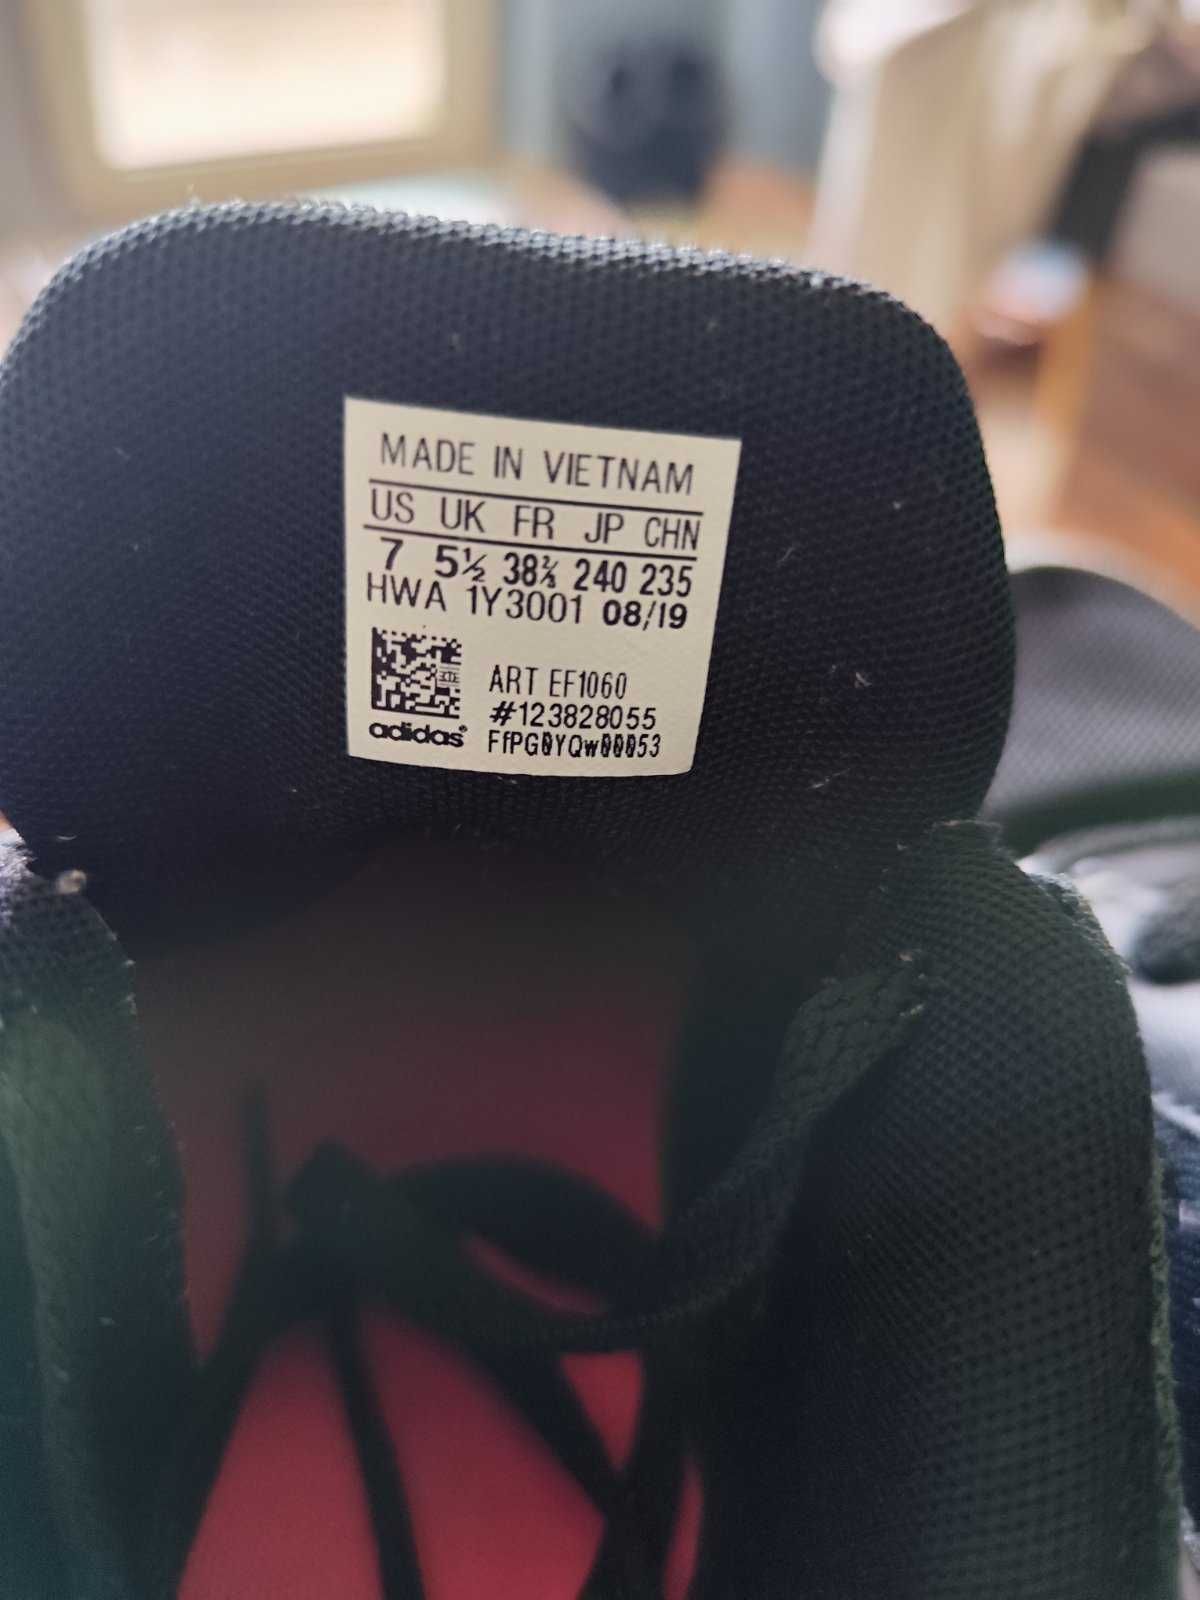 MADE IN VIETNAM
US UK FR JP CHN
7 5½ 38⅔ 240 235
HWA 1Y3001 08/19
ART EF1060
#123828055
adidas®
FfPG0YQw00053